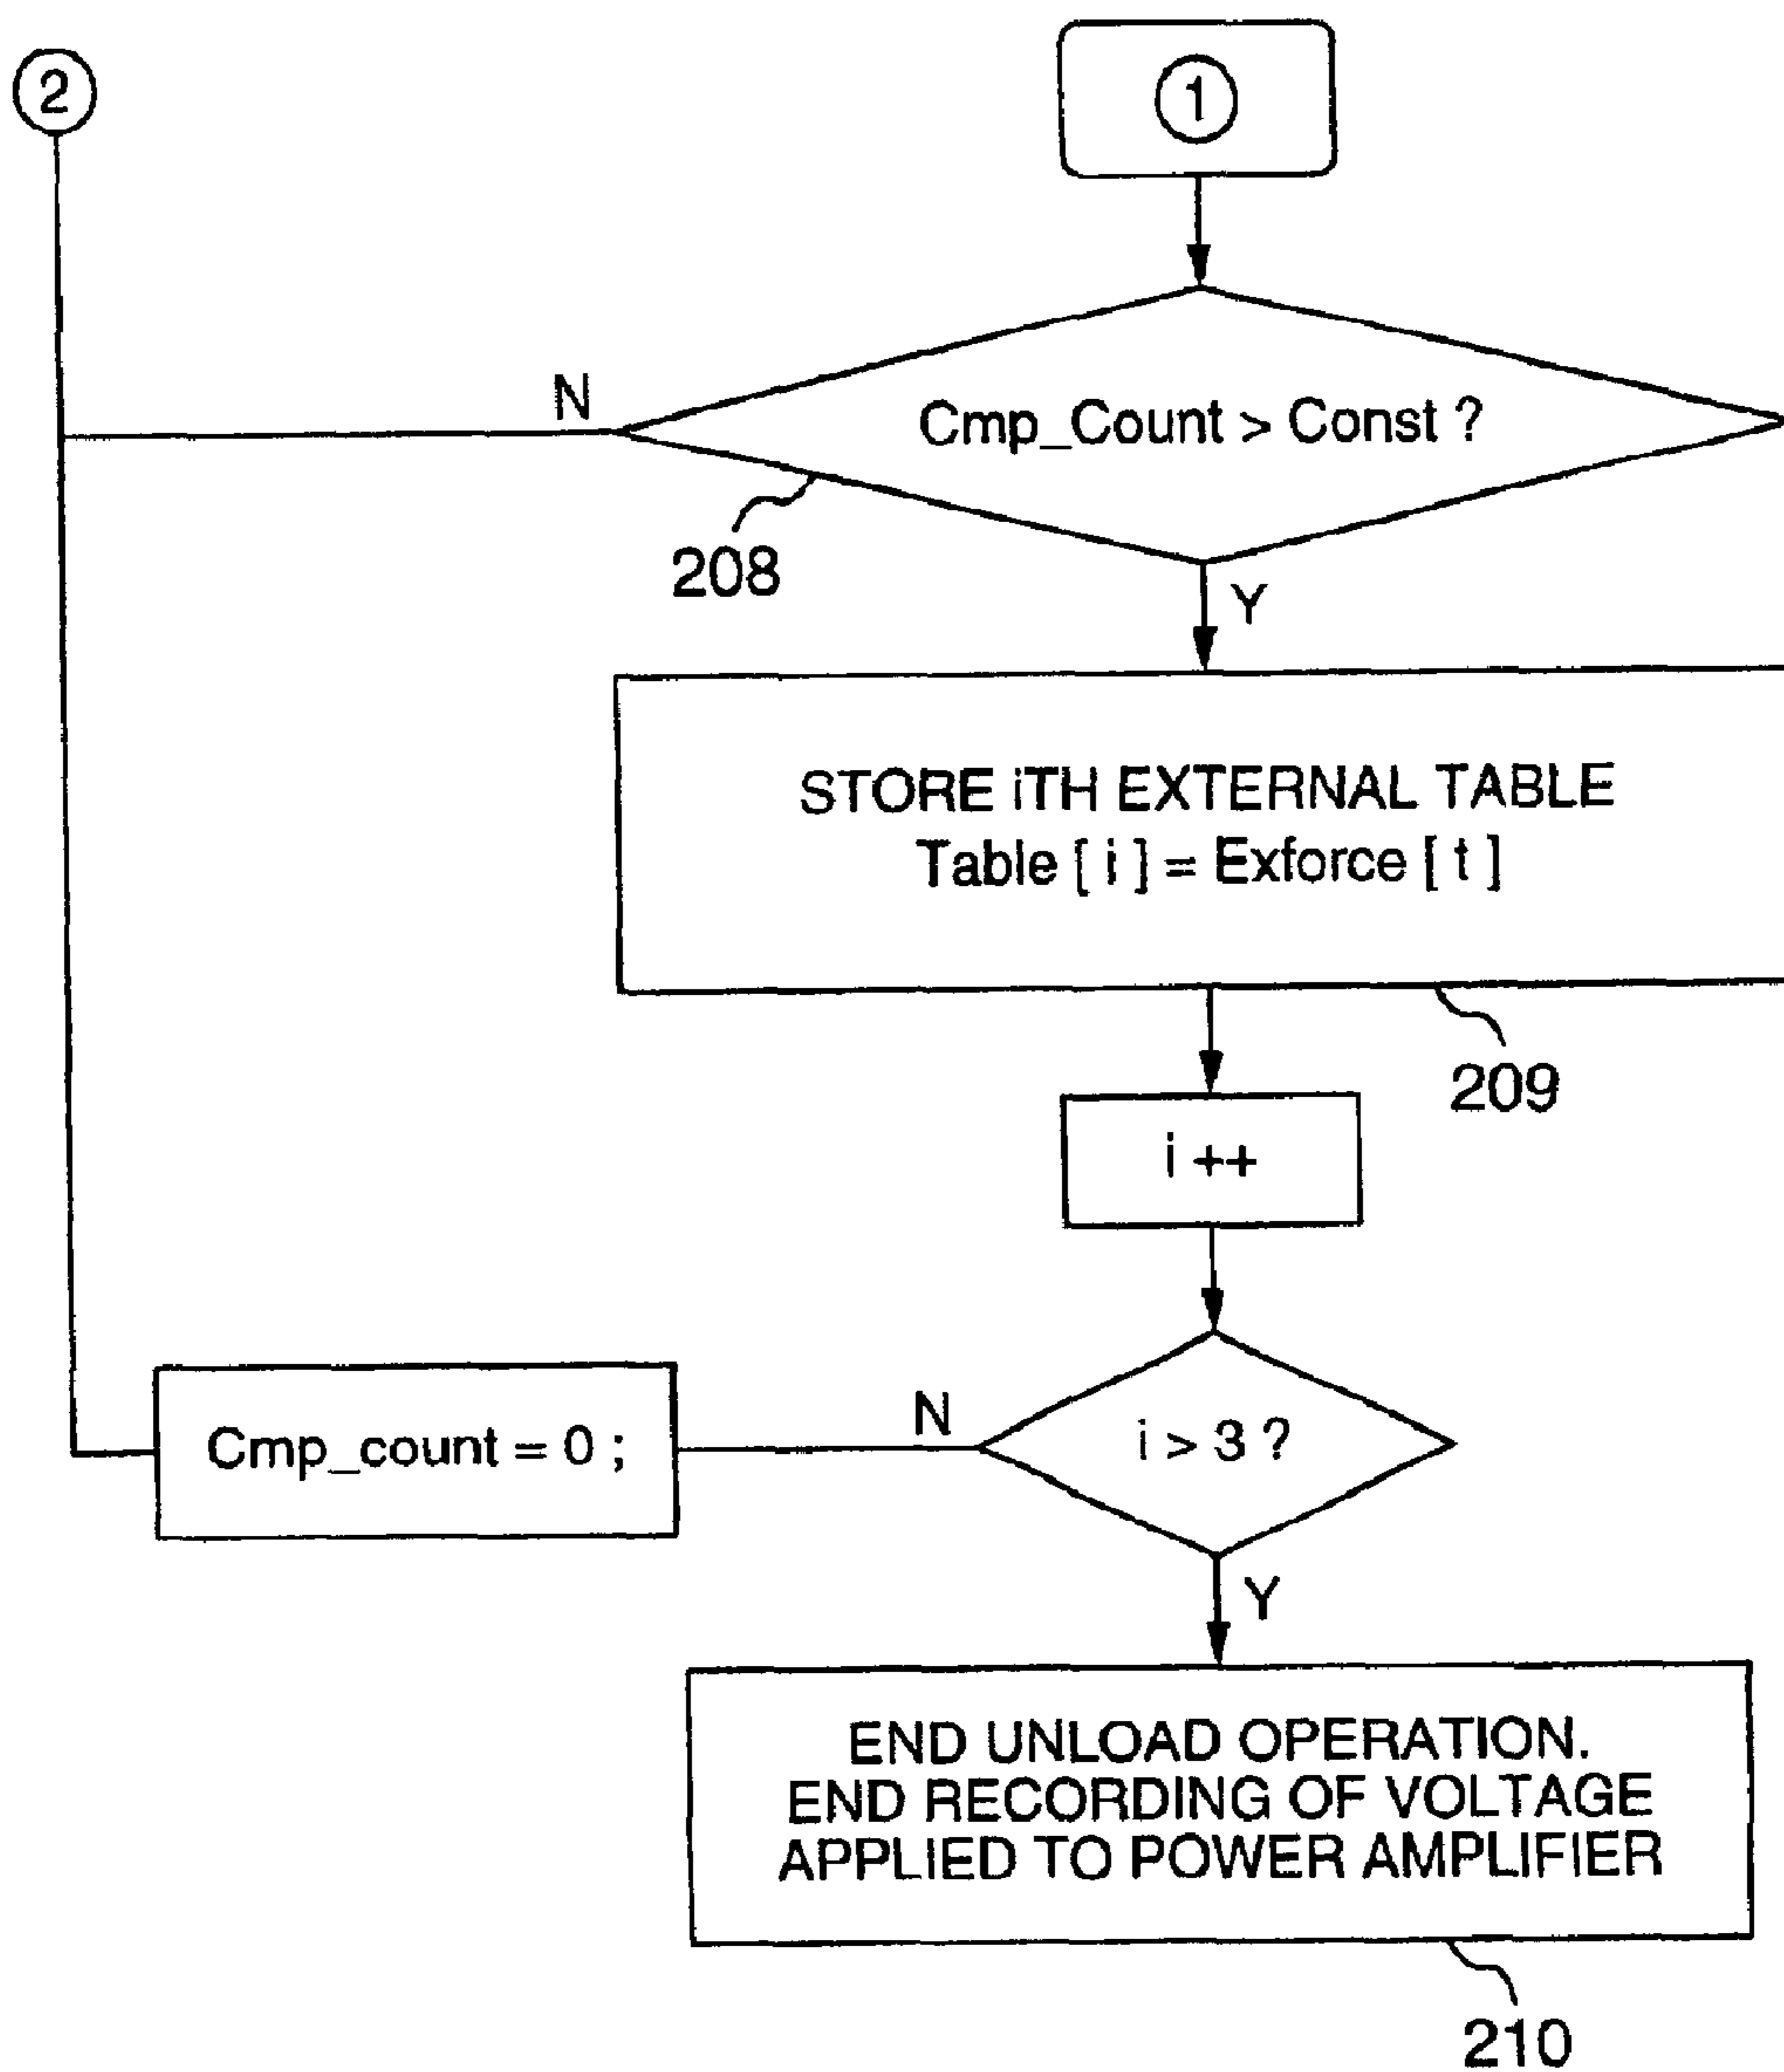 2
1
N
Cmp_Count > Const ?
208
Y
STORE iTH EXTERNAL TABLE
Table [ i ] = Exforce [ t ]
209
i ++
N
i > 3 ?
Cmp_count = 0 ;
Y
END UNLOAD OPERATION.
END RECORDING OF VOLTAGE
APPLIED TO POWER AMPLIFIER
210